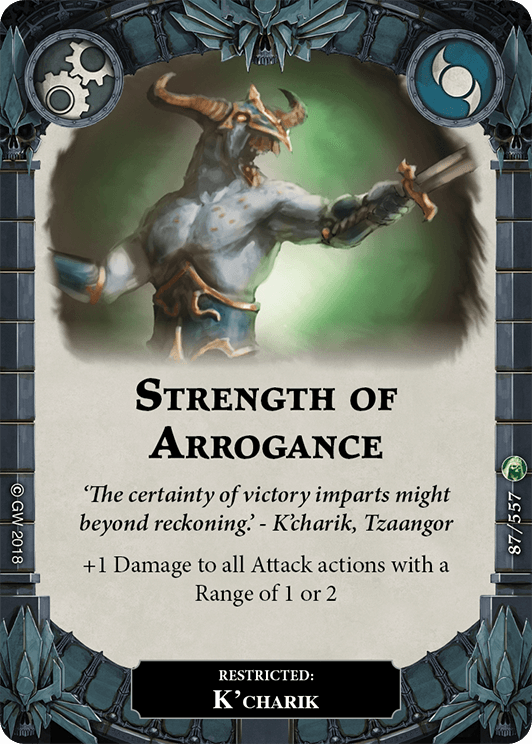 STRENGTH OF
ARROGANCE
‘The certainty of victory imparts might
beyond reckoning.’ - K’charik, Tzaangor
+1 Damage to all Attack actions with a
Range of 1 or 2
RESTRICTED:
K’CHARIK
© GW 2018
87/557